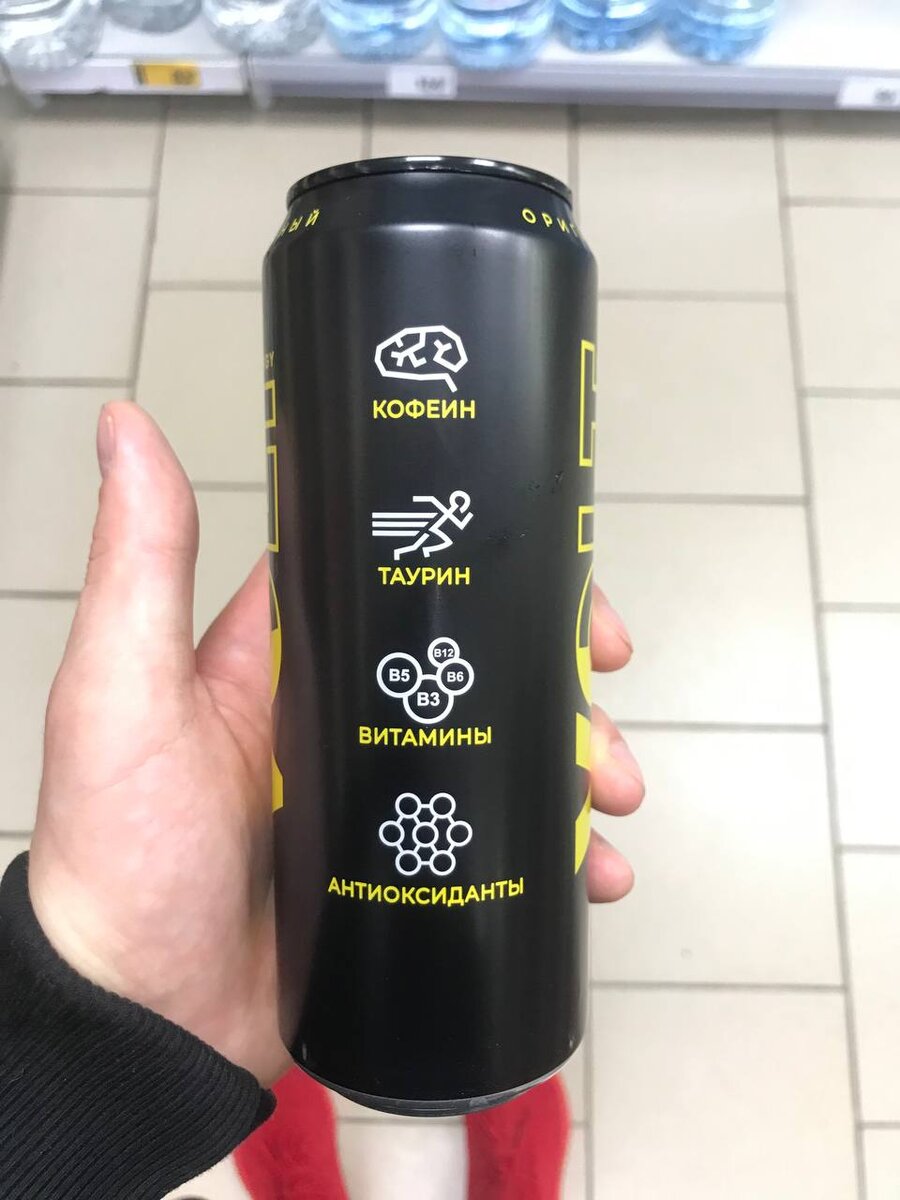 КОФЕИН
ТАУРИН
B12
B5
B6
B3
ВИТАМИНЫ
АНТИОКСИДАНТЫ